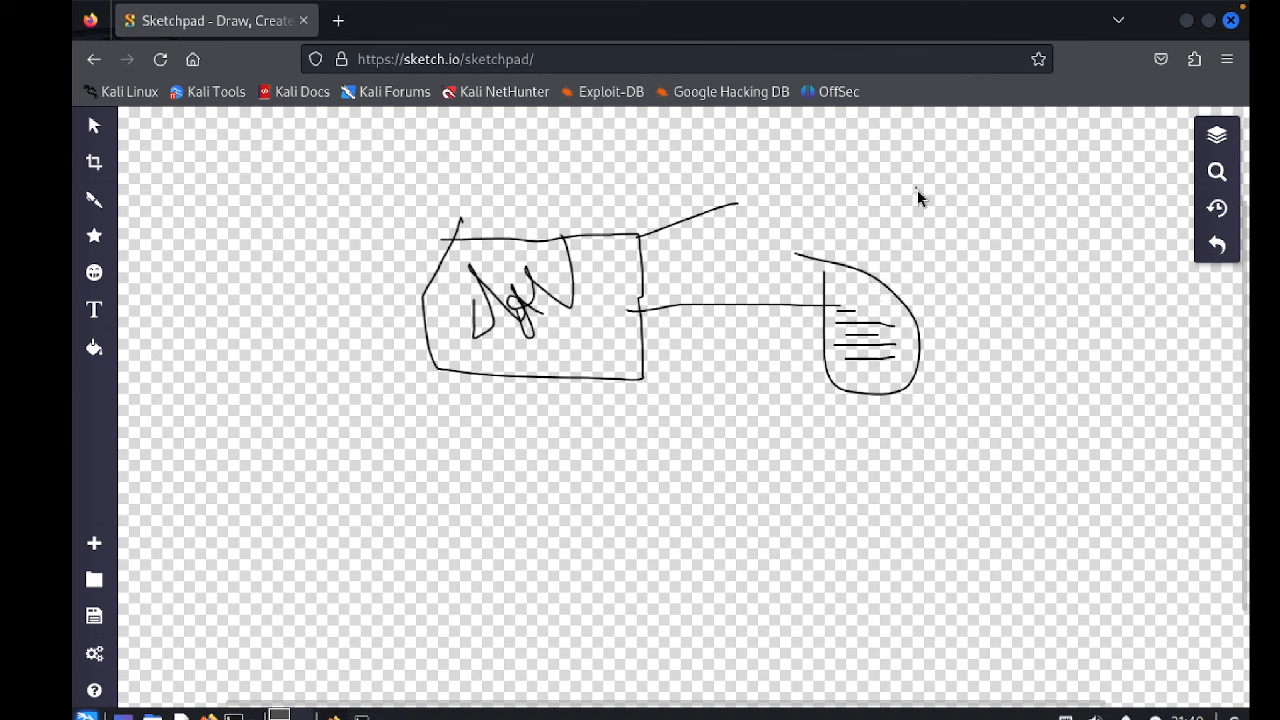 Sketchpad - Draw, Create
https://sketch.io/sketchpad/
Kali Linux Kali Tools Kali Docs Kali Forums Kali NetHunter Exploit-DB Google Hacking DB OffSec